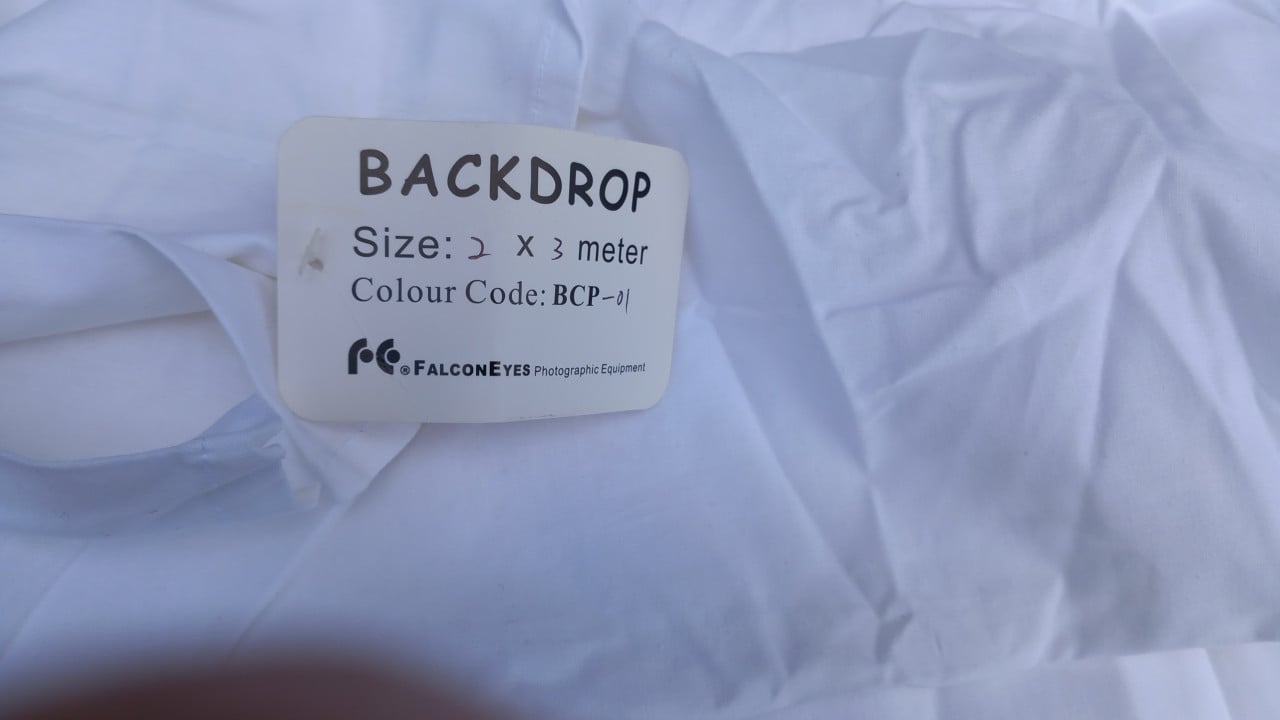 BACKDROP
Size: 2 X 3 meter
Colour Code: BCP-01
FC® FALCONEYES Photographic Equipment